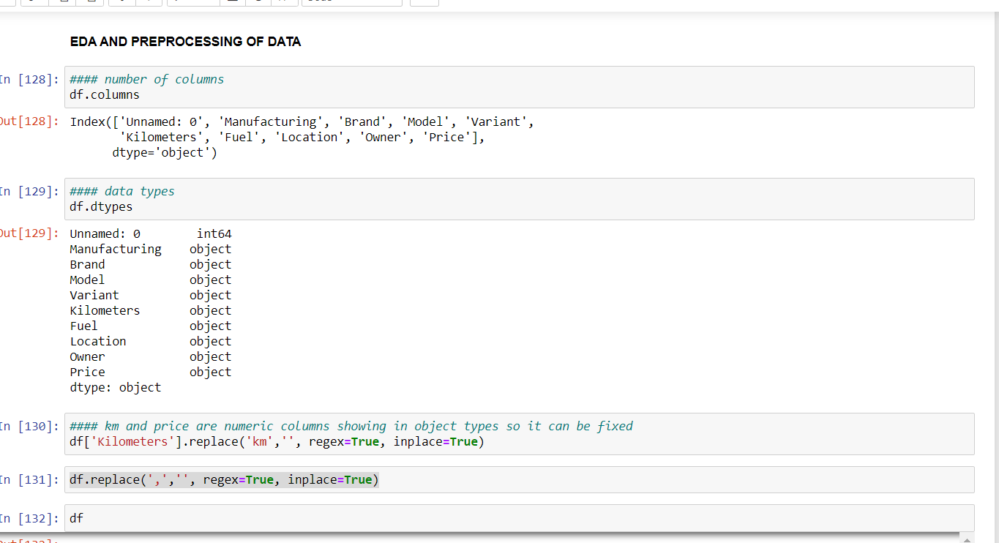 EDA AND PREPROCESSING OF DATA
In [128]: #### number of columns
df.columns
Out[128]: Index(['Unnamed: 0', 'Manufacturing', 'Brand', 'Model', 'Variant',
'Kilometers', 'Fuel', 'Location', 'Owner', 'Price'],
dtype='object')
In [129]: #### data types
df.dtypes
Out[129]: Unnamed: 0 int64
Manufacturing object
Brand object
Model object
Variant object
Kilometers object
Fuel object
Location object
Owner object
Price object
dtype: object
In [130]: #### km and price are numeric columns showing in object types so it can be fixed
df['Kilometers'].replace('km','', regex=True, inplace=True)
In [131]: df.replace(',','', regex=True, inplace=True)
In [132]: df